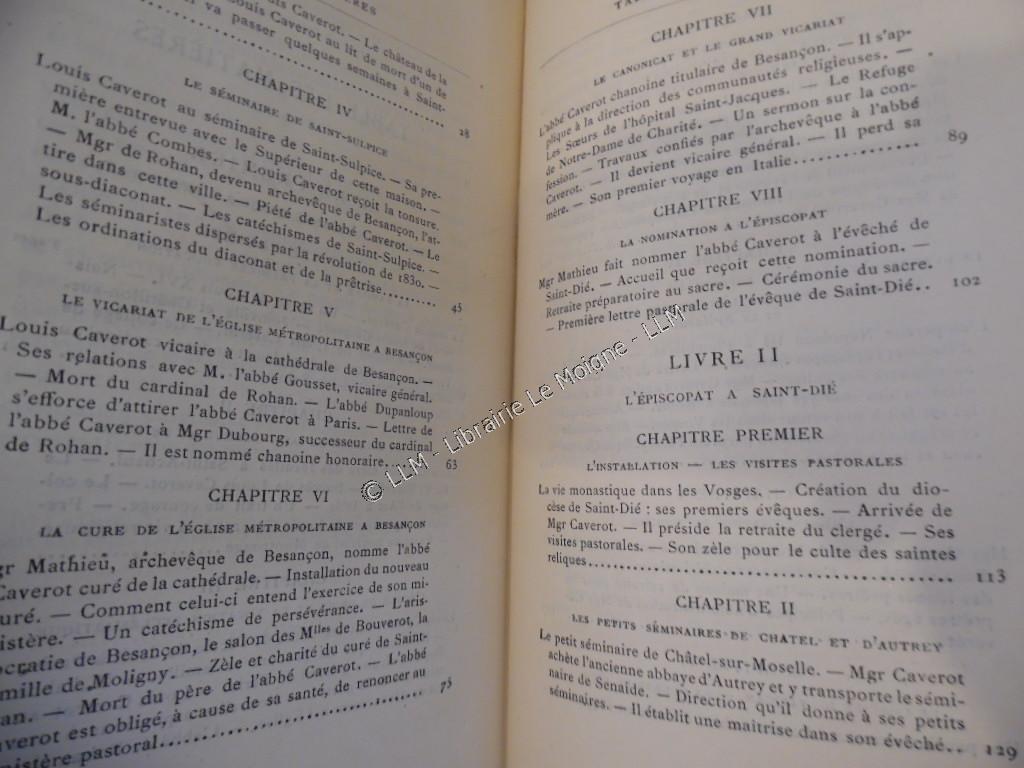 ÈRES
Louis Caverot. — Le château de la
Louis Caverot au lit de mort d'un de
va passer quelques semaines à Saint-
28
CHAPITRE IV
LE SÉMINAIRE DE SAINT-SULPICE
Louis Caverot au séminaire de Saint-Sulpice. — Sa pre-
mière entrevue avec le Supérieur de cette maison. —
M. l'abbé Combes. — Louis Caverot reçoit la tonsure.
— Mgr de Rohan, devenu archevêque de Besançon, l'at-
tire dans cette ville. — Piété de l'abbé Caverot. — Le
sous-diaconat. — Les catéchismes de Saint-Sulpice. —
Les séminaristes dispersés par la révolution de 1830. —
Les ordinations du diaconat et de la prêtrise.......... 45
CHAPITRE V
LE VICARIAT DE L'ÉGLISE MÉTROPOLITAINE A BESANÇON
Louis Caverot vicaire à la cathédrale de Besançon. —
Ses relations avec M. l'abbé Gousset, vicaire général.
— Mort du cardinal de Rohan. — L'abbé Dupanloup
s'efforce d'attirer l'abbé Caverot à Paris. — Lettre de
l'abbé Caverot à Mgr Dubourg, successeur du cardinal
de Rohan. — Il est nommé chanoine honoraire.... 63
CHAPITRE VI
LA CURE DE L'ÉGLISE MÉTROPOLITAINE A BESANÇON
gr Mathieu, archevêque de Besançon, nomme l'abbé
Caverot curé de la cathédrale. — Installation du nouveau
uré. — Comment celui-ci entend l'exercice de son mi-
nistère. — Un catéchisme de persévérance. — L'aris-
ocratie de Besançon, le salon des Mlles de Bouverot, la
mille de Moligny. — Zèle et charité du curé de Saint-
an. — Mort du père de l'abbé Caverot. — L'abbé
averot est obligé, à cause de sa santé, de renoncer au
nistère pastoral.................... 75
TA
CHAPITRE VII
LE CANONICAT ET LE GRAND VICARIAT
L'abbé Caverot chanoine titulaire de Besançon. — Il s'ap-
plique à la direction des communautés religieuses. —
Les Sœurs de l'hôpital Saint-Jacques. — Le Refuge
de Notre-Dame de Charité. — Un sermon sur la con-
fession. — Travaux confiés par l'archevêque à l'abbé
Caverot. — Il devient vicaire général. — Il perd sa
mère. — Son premier voyage en Italie.............. 89
CHAPITRE VIII
LA NOMINATION A L'ÉPISCOPAT
Mgr Mathieu fait nommer l'abbé Caverot à l'évêché de
Saint-Dié. — Accueil que reçoit cette nomination. —
Retraite préparatoire au sacre. — Cérémonie du sacre.
— Première lettre pastorale de l'évêque de Saint-Dié.. 102
LIVRE II
L'ÉPISCOPAT A SAINT-DIÉ
CHAPITRE PREMIER
L'INSTALLATION — LES VISITES PASTORALES
La vie monastique dans les Vosges. — Création du dio-
cèse de Saint-Dié : ses premiers évêques. — Arrivée de
Mgr Caverot. — Il préside la retraite du clergé. — Ses
visites pastorales. — Son zèle pour le culte des saintes
reliques........................................ 113
CHAPITRE II
LES PETITS SÉMINAIRES DE CHATEL ET D'AUTREY
Le petit séminaire de Châtel-sur-Moselle. — Mgr Caverot
achète l'ancienne abbaye d'Autrey et y transporte le sémi-
naire de Senaide. — Direction qu'il donne à ses petits
séminaires. — Il établit une maîtrise dans son évêché.. 129
© LLM - Librairie Le Moigne - LLM